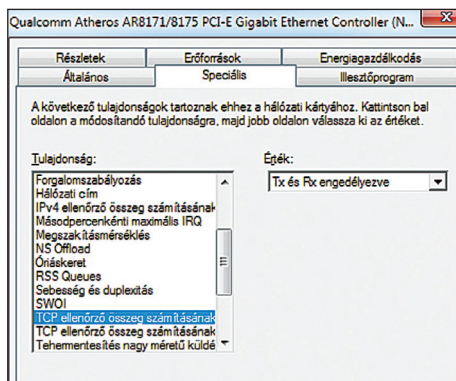 Qualcomm Atheros AR8171/8175 PCI-E Gigabit Ethernet Controller (N...
Részletek
Erőforrások
Energiagazdálkodás
Általános
Speciális
Illesztőprogram
A következő tulajdonságok tartoznak ehhez a hálózati kártyához. Kattintson bal
oldalon a módosítandó tulajdonságra, majd jobb oldalon válassza ki az értéket.
Tulajdonság:
Érték:
Forgalomszabályozás
Hálózati cím
IPv4 ellenőrző összeg számításának
Másodpercenkénti maximális IRQ
Megszakításmérséklés
NS Offload
Óriáskeret
RSS Queues
Sebesség és duplexitás
SWOI
TCP ellenőrző összeg számításának
TCP ellenőrző összeg számításának
Tehermentesítés nagy méretű küldé
Tx és Rx engedélyezve